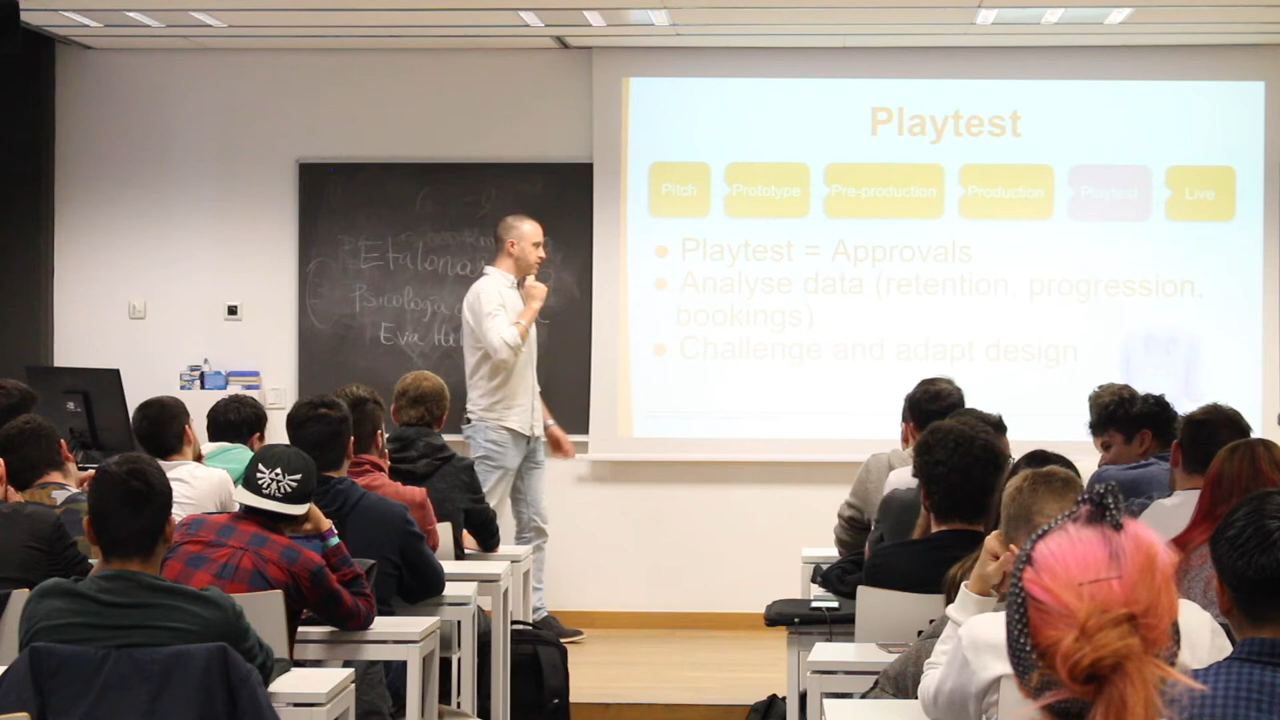 Playtest
Pitch
Prototype
Pre-production
Production
Playtest
Live
● Playtest = Approvals
● Analyse data (retention, progression,
bookings)
● Challenge and adapt design
Etalona
Psicología
Eva